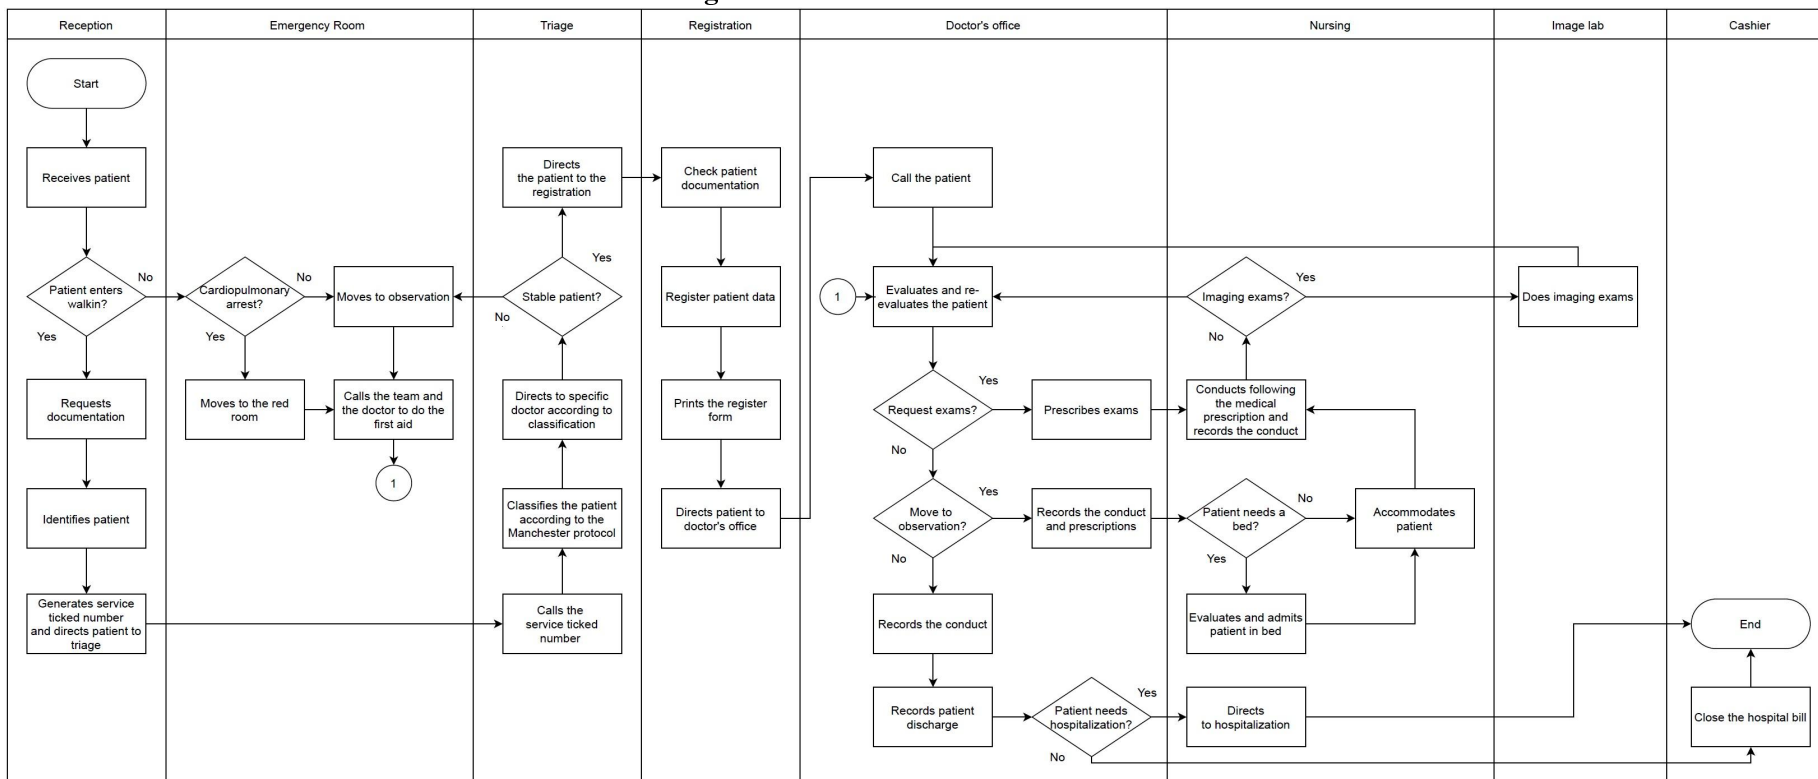 g
Reception
Emergency Room
Triage
Registration
Doctor's office
Nursing
Image lab
Cashier
Start
Receives patient
Patient enters
walkin?
No
Yes
Requests
documentation
Identifies patient
Generates service
ticked number
and directs patient to
triage
Cardiopulmonary
arrest?
No
Yes
Moves to observation
Moves to the red
room
Calls the team and
the doctor to do the
first aid
1
Directs
the patient to the
registration
Yes
Stable patient?
No
Directs to specific
doctor according to
classification
Classifies the patient
according to the
Manchester protocol
Calls the
service ticked
number
Check patient
documentation
Register patient data
Prints the register
form
Directs patient to
doctor's office
Call the patient
1
Evaluates and re-
evaluates the patient
Request exams?
Yes
No
Prescribes exams
Move to
observation?
Yes
No
Records the conduct
and prescriptions
Records the conduct
Records patient
discharge
Patient needs
hospitalization?
Yes
No
Imaging exams?
Yes
No
Conducts following
the medical
prescription and
records the conduct
Patient needs a
bed?
No
Yes
Accommodates
patient
Evaluates and admits
patient in bed
Directs
to hospitalization
Does imaging exams
End
Close the hospital bill